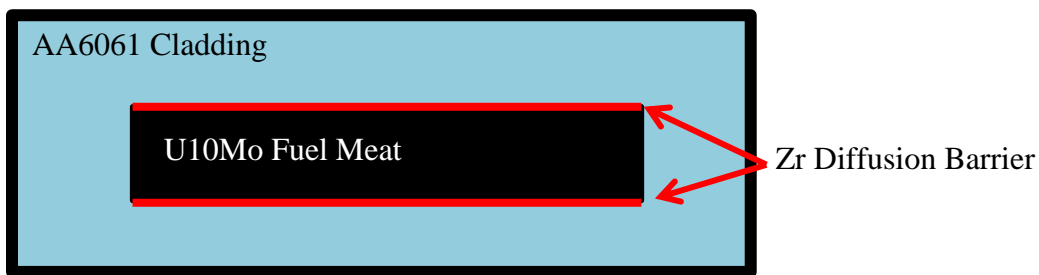 AA6061 Cladding
U10Mo Fuel Meat
Zr Diffusion Barrier